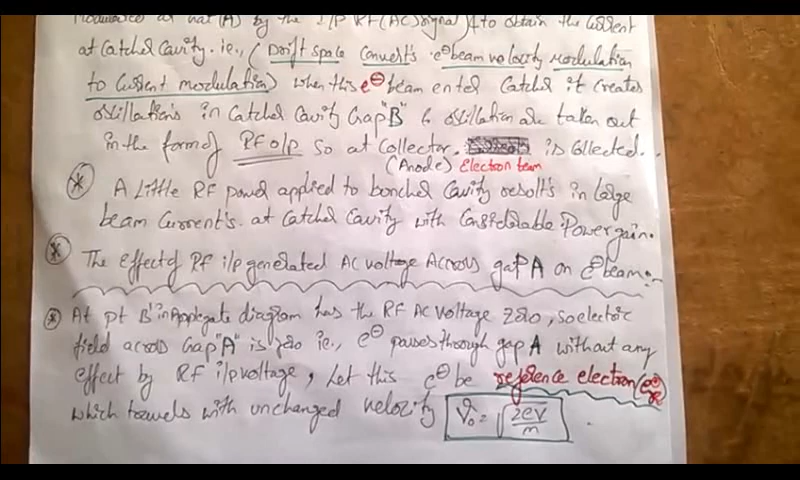 at Gap (A) by the I/P RF (AC) signal) to obtain the current
at Catcher Cavity. i.e., (Drift space Convert's e⊖ beam velocity modulation
to Current modulation) when this e⊖ beam enter Catcher it creates
oscillation's in Catcher Cavity Gap "B" & oscillation are taken out
in the form of RF o/p so at Collector. is Collected.
(Anode) Electron beam
A Little RF power applied to buncher Cavity result's in large
beam Current's. at Catcher Cavity with Considerable Power gain.
The effect of RF i/p generated AC voltage Across gap A on e⊖ beam:-
At pt B' in Applegate diagram has the RF AC voltage zero, so electric
field across Gap "A" is zero i.e., e⊖ passes through gap A without any
effect by RF i/p voltage, Let this e⊖ be reference electron (e⊖R
which travels with unchanged velocity V₀ = √2eV/m .